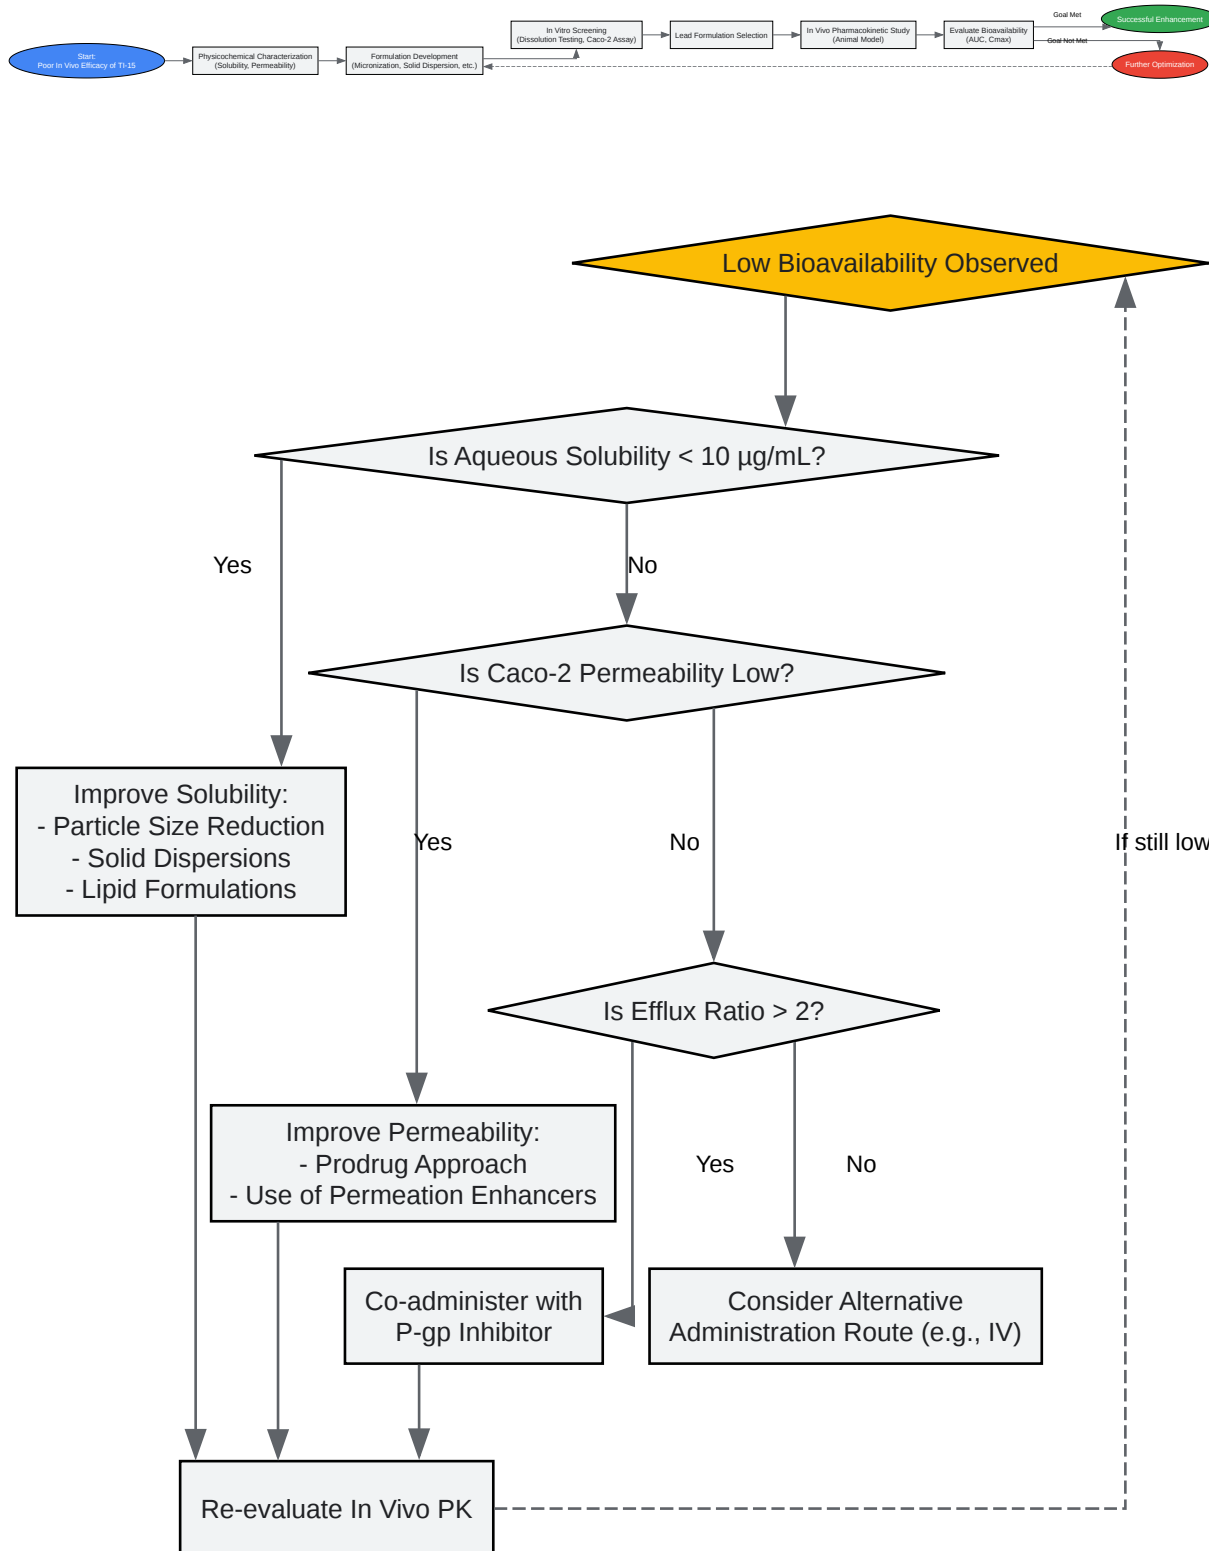 Start:
Poor In Vivo Efficacy of TI-15
Physicochemical Characterization
(Solubility, Permeability)
Formulation Development
(Micronization, Solid Dispersion, etc.)
In Vitro Screening
(Dissolution Testing, Caco-2 Assay)
Lead Formulation Selection
In Vivo Pharmacokinetic Study
(Animal Model)
Evaluate Bioavailability
(AUC, Cmax)
Goal Met
Successful Enhancement
Goal Not Met
Further Optimization
Low Bioavailability Observed
Is Aqueous Solubility < 10 µg/mL?
Yes
No
Is Caco-2 Permeability Low?
Improve Solubility:
- Particle Size Reduction
- Solid Dispersions
- Lipid Formulations
Yes
No
If still low
Is Efflux Ratio > 2?
Improve Permeability:
- Prodrug Approach
- Use of Permeation Enhancers
Yes
No
Co-administer with
P-gp Inhibitor
Consider Alternative
Administration Route (e.g., IV)
Re-evaluate In Vivo PK